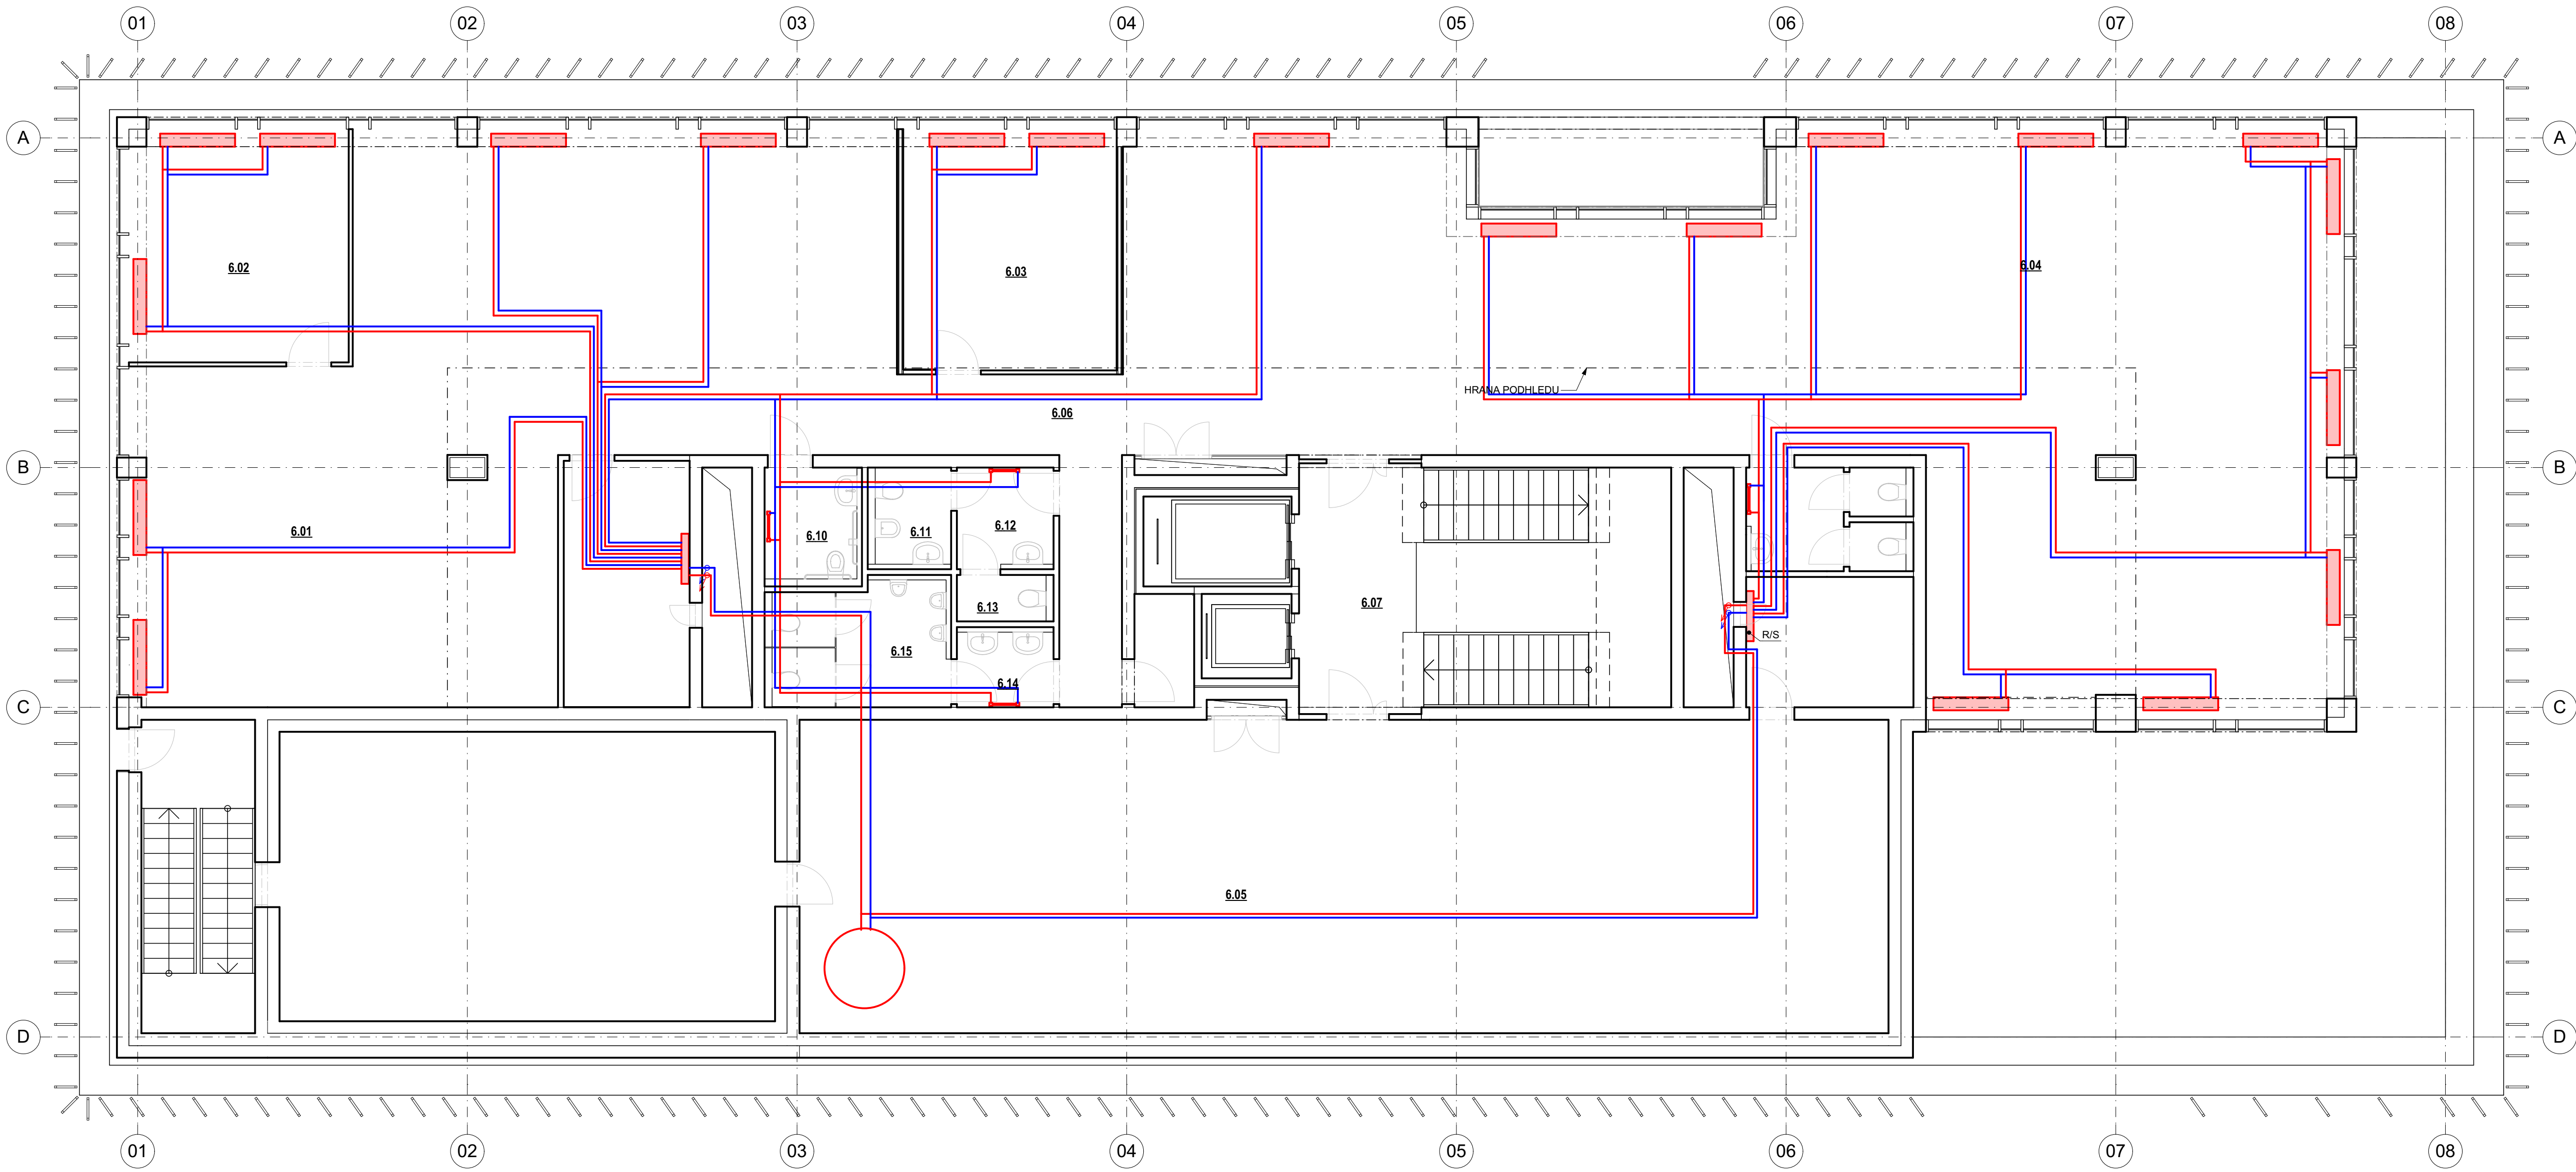 01 02 03 04 05 06 07 08
A A
6.02 6.03 6.04
HRANA PODHLEDU
6.06
B B
6.01 6.10 6.11 6.12
6.13 6.07
R/S
6.15
6.14
C C
6.05
D D
01 02 03 04 05 06 07 08